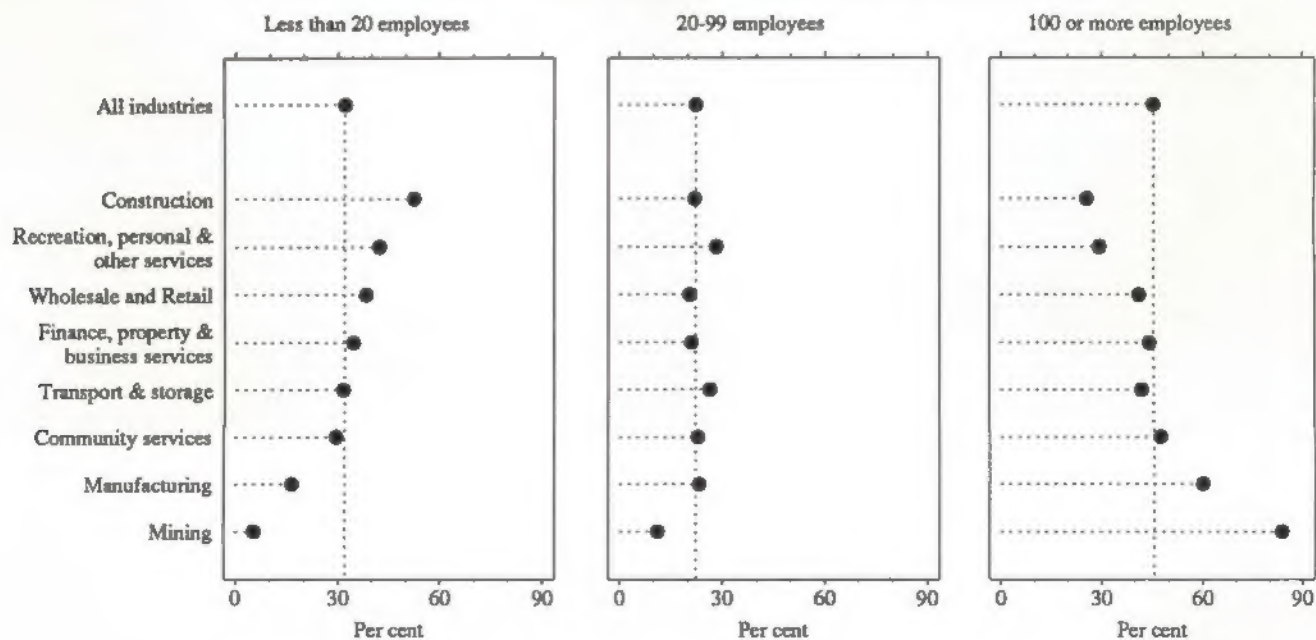 Less than 20 employees
20-99 employees
100 or more employees
All industries
Construction
Recreation, personal &
other services
Wholesale and Retail
Finance, property &
business services
Transport & storage
Community services
Manufacturing
Mining
0 30 60 90
0 30 60 90
0 30 60 90
Per cent
Per cent
Per cent